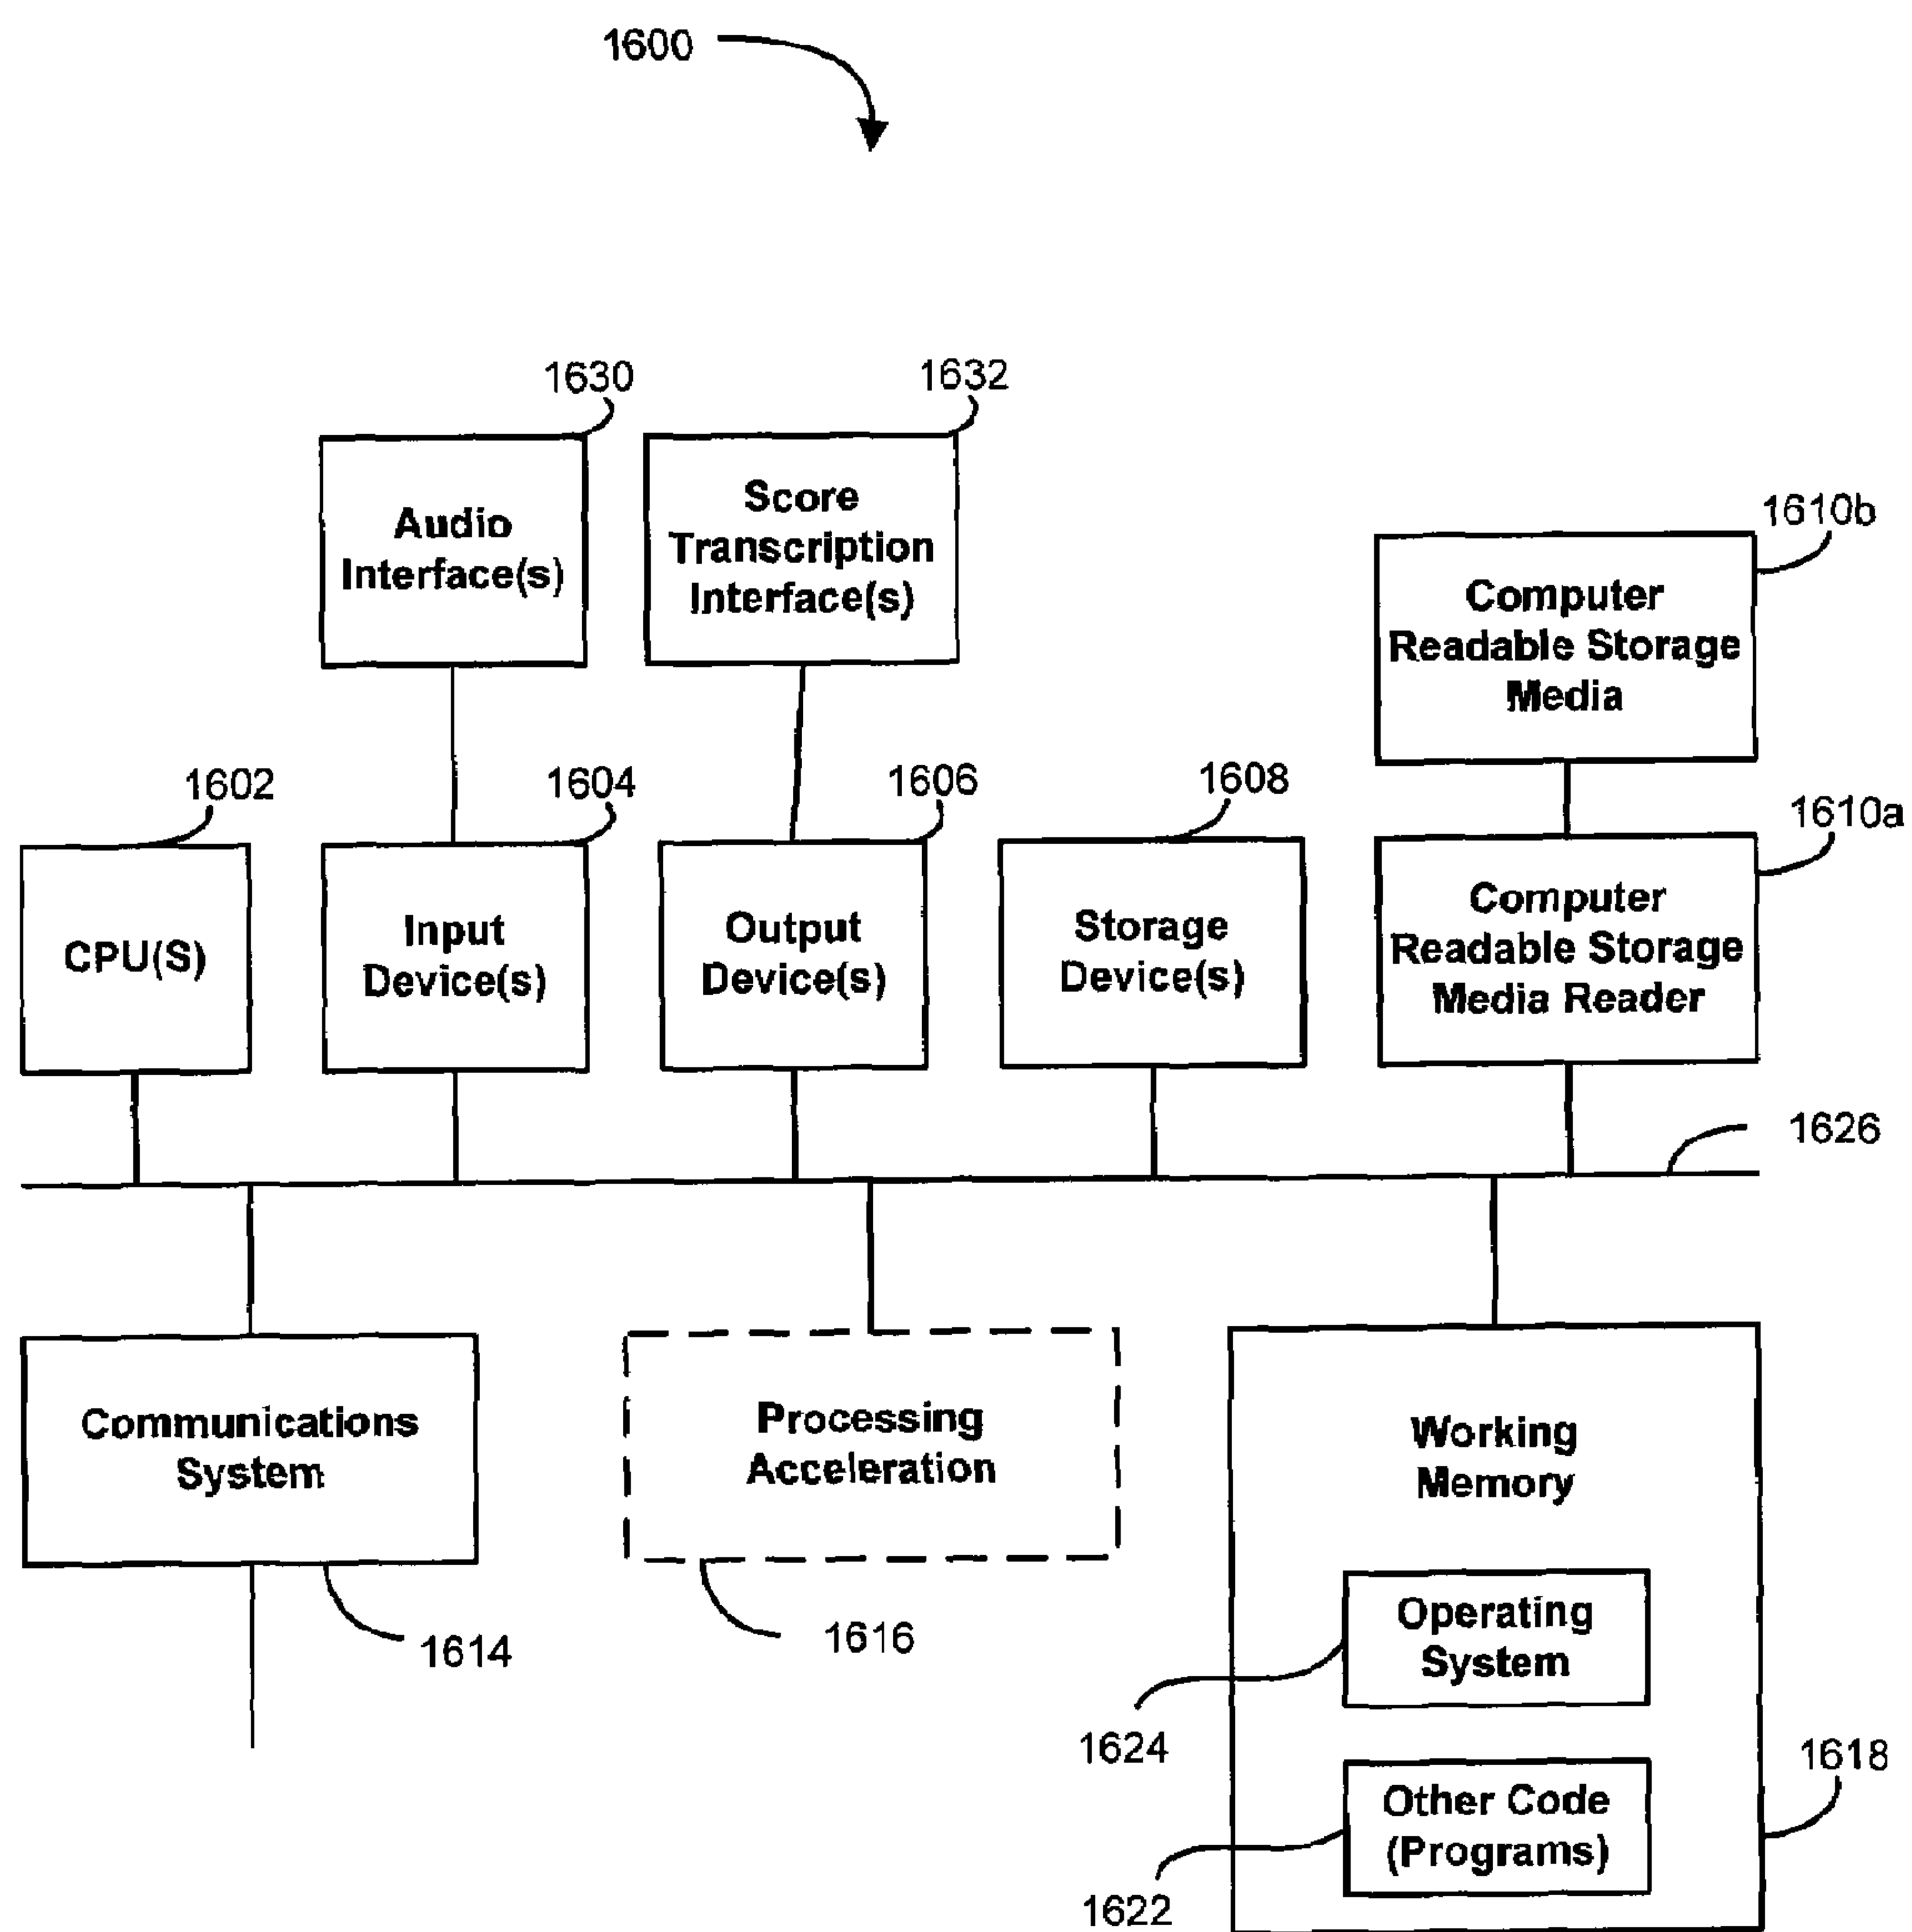 1600
1630
1632
Audio
Interface(s)
Score
Transcription
Interface(s)
1610b
Computer
Readable Storage
Media
1602
1604
1606
1608
1610a
CPU(S)
Input
Device(s)
Output
Device(s)
Storage
Device(s)
Computer
Readable Storage
Media Reader
1626
Communications
System
Processing
Acceleration
Working
Memory
1614
1616
Operating
System
1624
1618
Other Code
(Programs)
1622